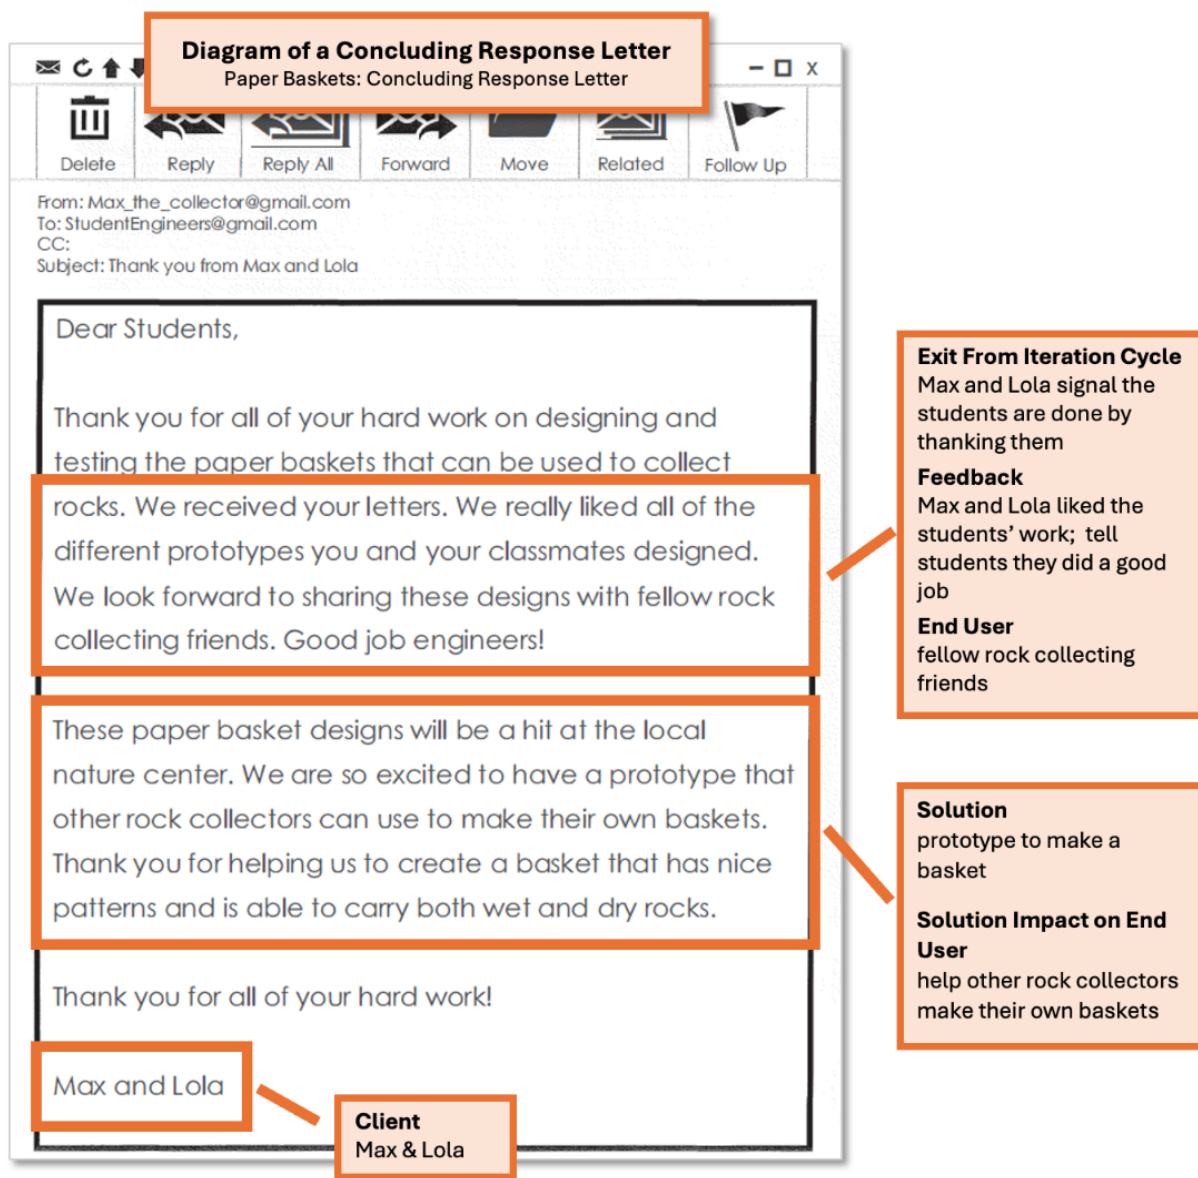 Diagram of a Concluding Response Letter
Paper Baskets: Concluding Response Letter
X
Delete
Reply
Reply All
Forward
Move
Related
Follow Up
From: Max_the_collector@gmail.com
To: StudentEngineers@gmail.com
CC:
Subject: Thank you from Max and Lola
Dear Students,
Thank you for all of your hard work on designing and
testing the paper baskets that can be used to collect
rocks. We received your letters. We really liked all of the
different prototypes you and your classmates designed.
We look forward to sharing these designs with fellow rock
collecting friends. Good job engineers!
These paper basket designs will be a hit at the local
nature center. We are so excited to have a prototype that
other rock collectors can use to make their own baskets.
Thank you for helping us to create a basket that has nice
patterns and is able to carry both wet and dry rocks.
Thank you for all of your hard work!
Max and Lola
Exit From Iteration Cycle
Max and Lola signal the
students are done by
thanking them
Feedback
Max and Lola liked the
students' work; tell
students they did a good
job
End User
fellow rock collecting
friends
Solution
prototype to make a
basket
Solution Impact on End
User
help other rock collectors
make their own baskets
Client
Max & Lola